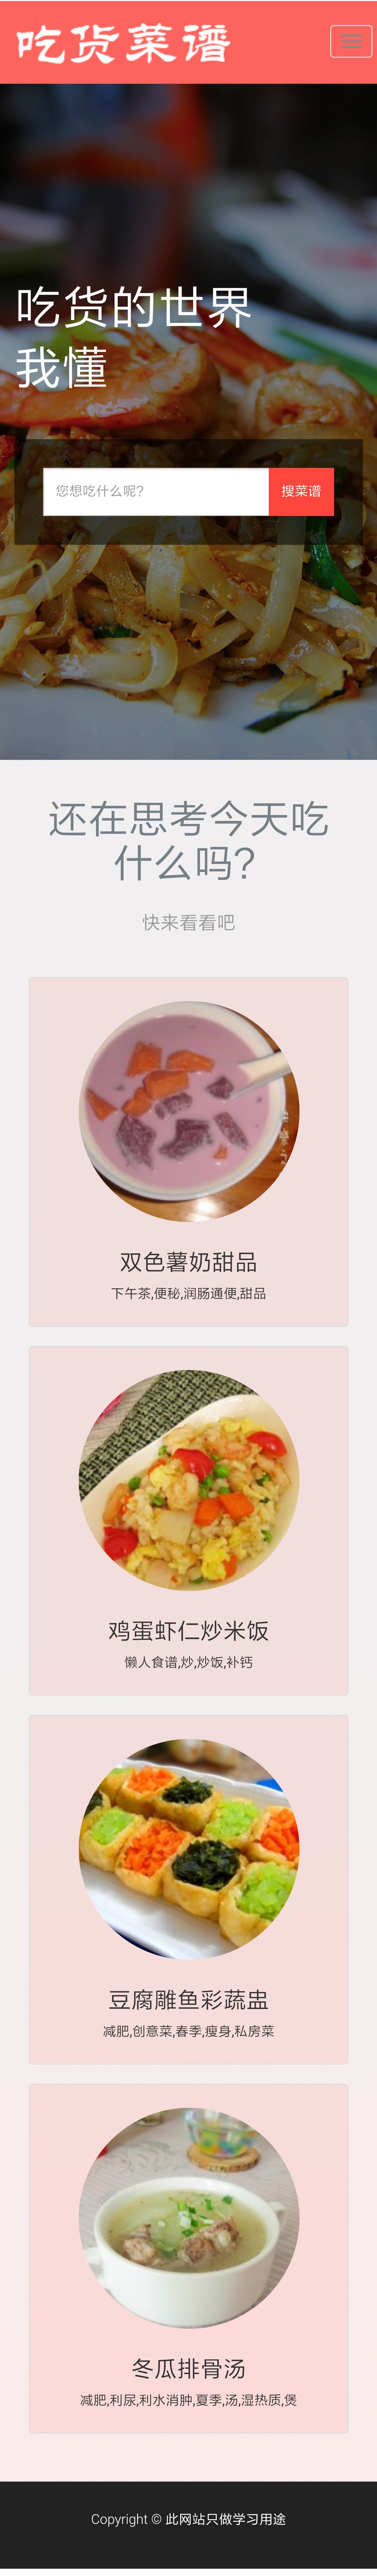 吃货菜谱
吃货的世界
我懂
您想吃什么呢?
搜菜谱
还在思考今天吃
什么吗?
快来看看吧
双色薯奶甜品
下午茶,便秘,润肠通便,甜品
鸡蛋虾仁炒米饭
懒人食谱,炒,炒饭,补钙
豆腐雕鱼彩蔬盅
减肥,创意菜,春季,瘦身,私房菜
冬瓜排骨汤
减肥,利尿,利水消肿,夏季,汤,湿热质,煲
Copyright © 此网站只做学习用途